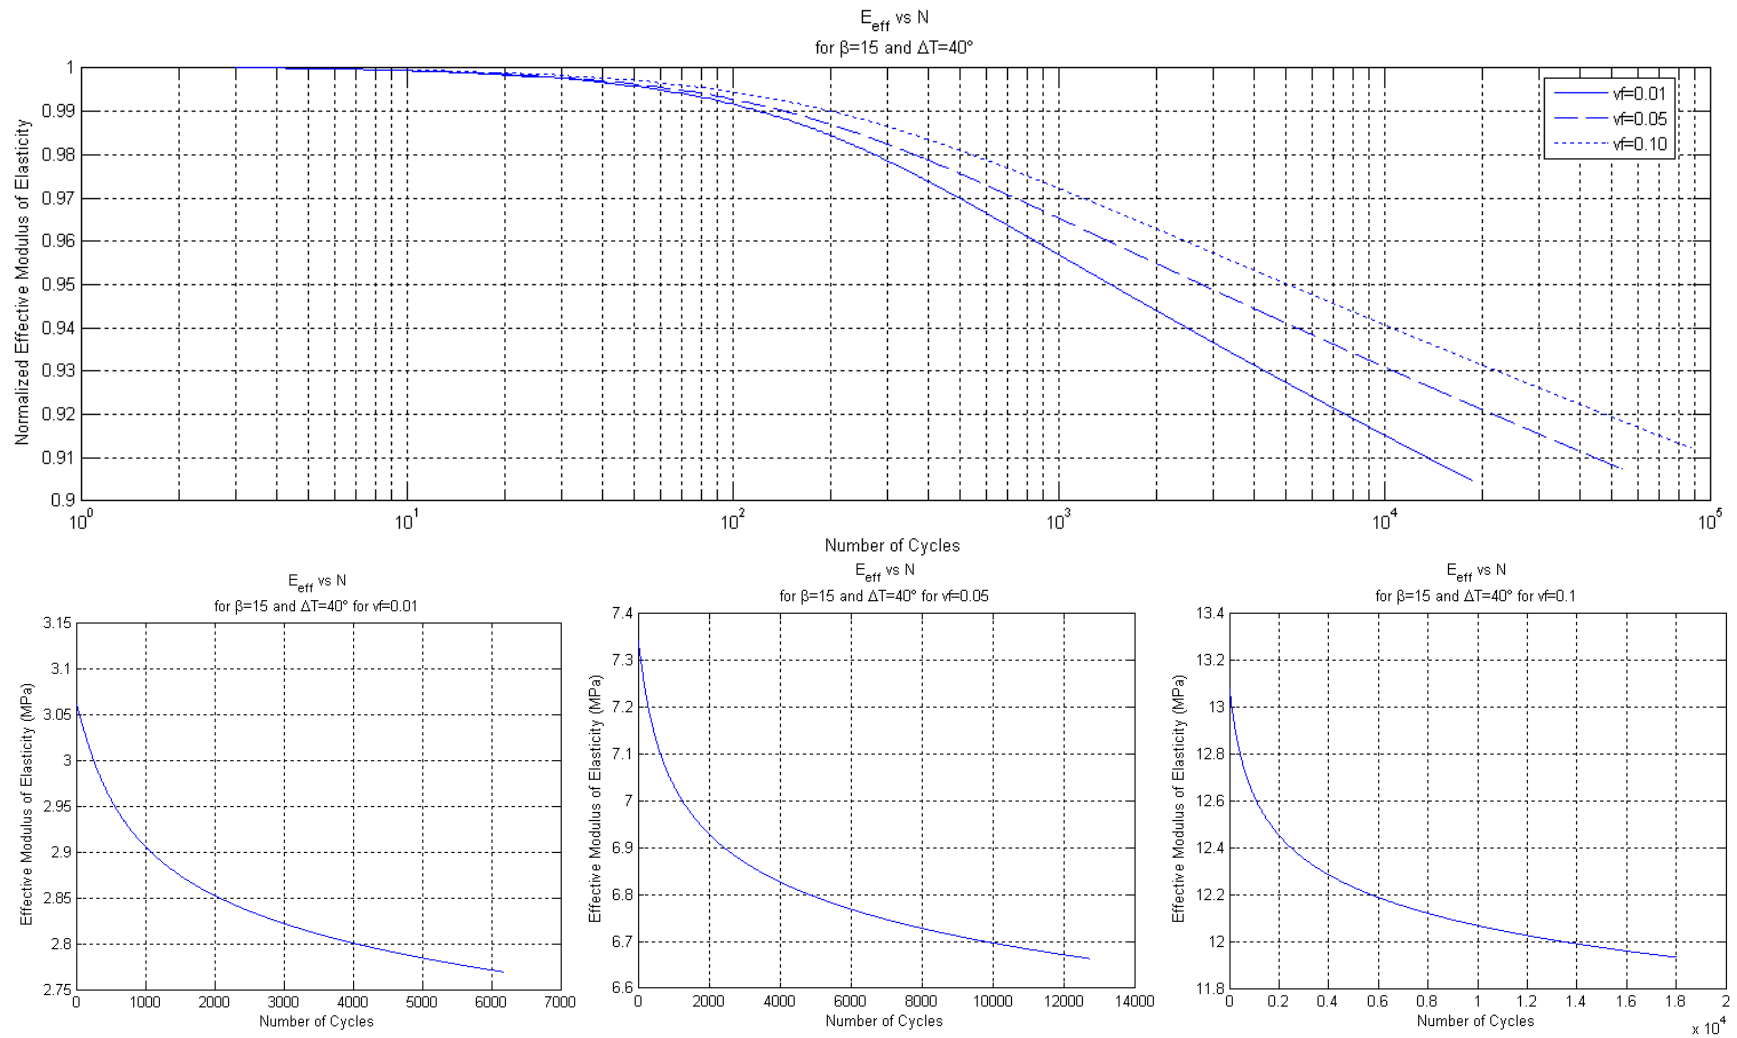 E_eff vs N
for β=15 and ΔT=40°
Normalized Effective Modulus of Elasticity
1
0.99
0.98
0.97
0.96
0.95
0.94
0.93
0.92
0.91
0.9
vf=0.01
vf=0.05
vf=0.10
10^0 10^1 10^2 10^3 10^4 10^5
Number of Cycles
E_eff vs N
for β=15 and ΔT=40° for vf=0.01
Effective Modulus of Elasticity (MPa)
3.15
3.1
3.05
3
2.95
2.9
2.85
2.8
2.75
0 1000 2000 3000 4000 5000 6000 7000
Number of Cycles
E_eff vs N
for β=15 and ΔT=40° for vf=0.05
Effective Modulus of Elasticity (MPa)
7.4
7.3
7.2
7.1
7
6.9
6.8
6.7
6.6
0 2000 4000 6000 8000 10000 12000 14000
Number of Cycles
E_eff vs N
for β=15 and ΔT=40° for vf=0.1
Effective Modulus of Elasticity (MPa)
13.4
13.2
13
12.8
12.6
12.4
12.2
12
11.8
0 0.2 0.4 0.6 0.8 1 1.2 1.4 1.6 1.8 2
Number of Cycles
x 10^4